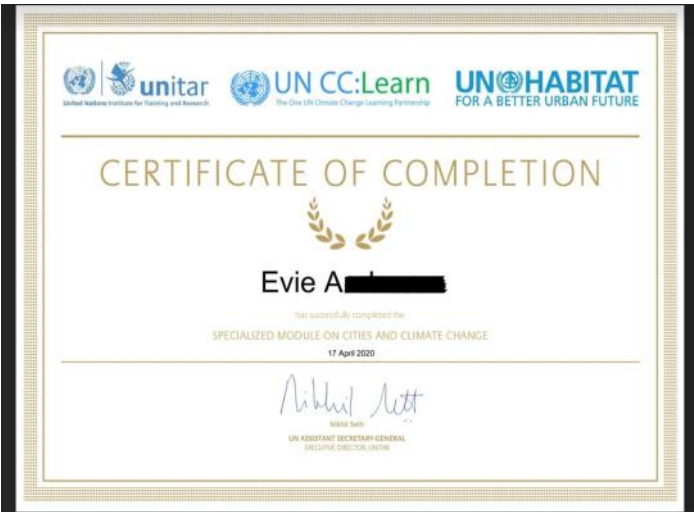 unitar
United Nations Institute for Training and Research
UN CC:Learn
The One UN Climate Change Learning Partnership
UN HABITAT
FOR A BETTER URBAN FUTURE
CERTIFICATE OF COMPLETION
Evie A
has successfully completed the
SPECIALIZED MODULE ON CITIES AND CLIMATE CHANGE
17 April 2020
Nikhil Seth
Nikhil Seth
UN ASSISTANT SECRETARY-GENERAL
EXECUTIVE DIRECTOR, UNITAR